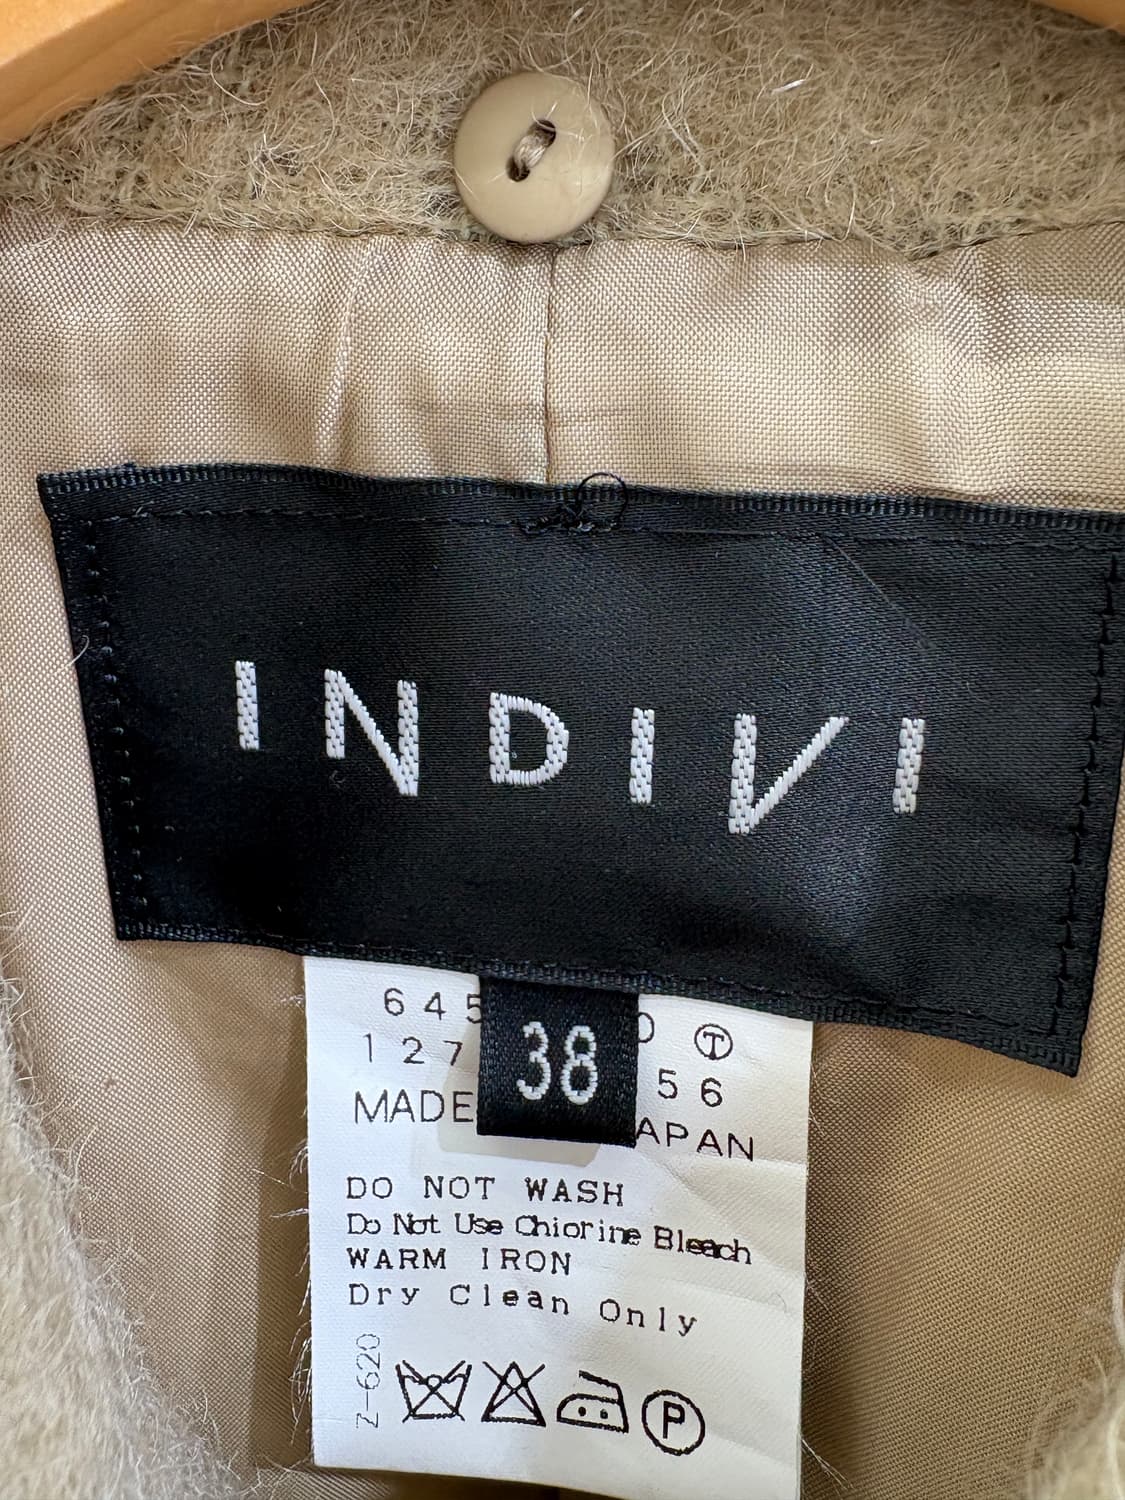 INDIVI
38
645 0 Ⓣ
127 56
MADE APAN
DO NOT WASH
Do Not Use Chiorine Bleach
WARM IRON
Dry Clean Only
Z-620
P